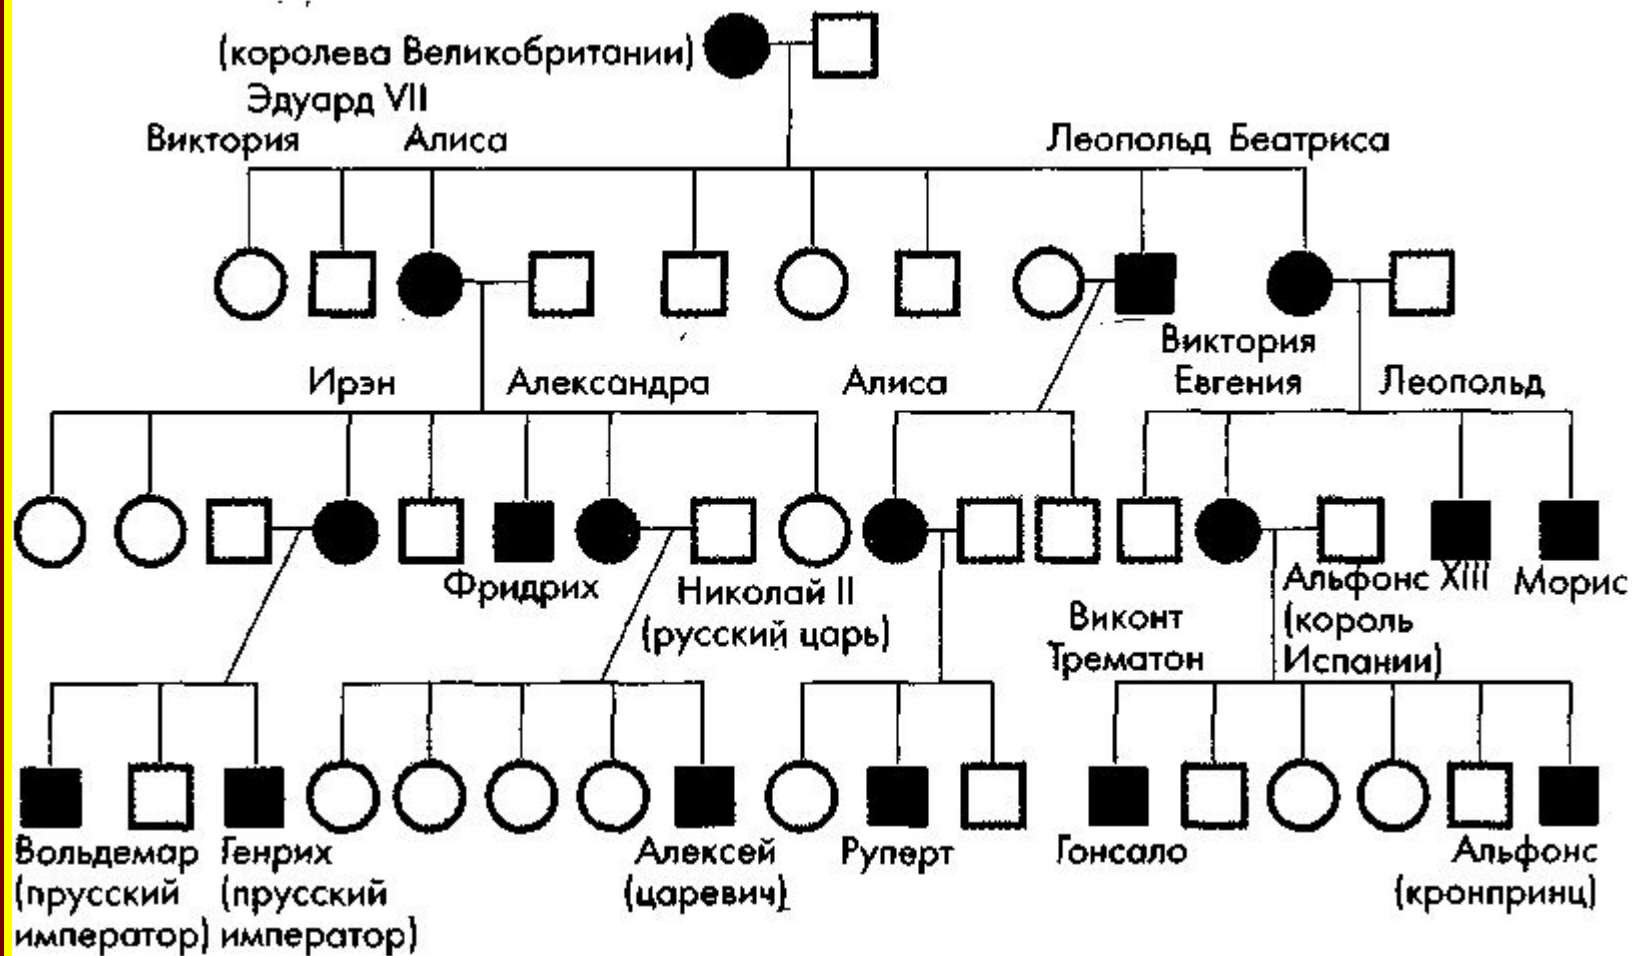 (королева Великобритании)
Эдуард VII
Виктория Алиса Леопольд Беатриса
Виктория
Ирэн Александра Алиса Евгения Леопольд
Фридрих Николай II Альфонс XIII Морис
(русский царь) Виконт (король
Трематон Испании)
Вольдемар Генрих Алексей Руперт Гонсало Альфонс
(прусский (прусский (царевич) (кронпринц)
император) император)